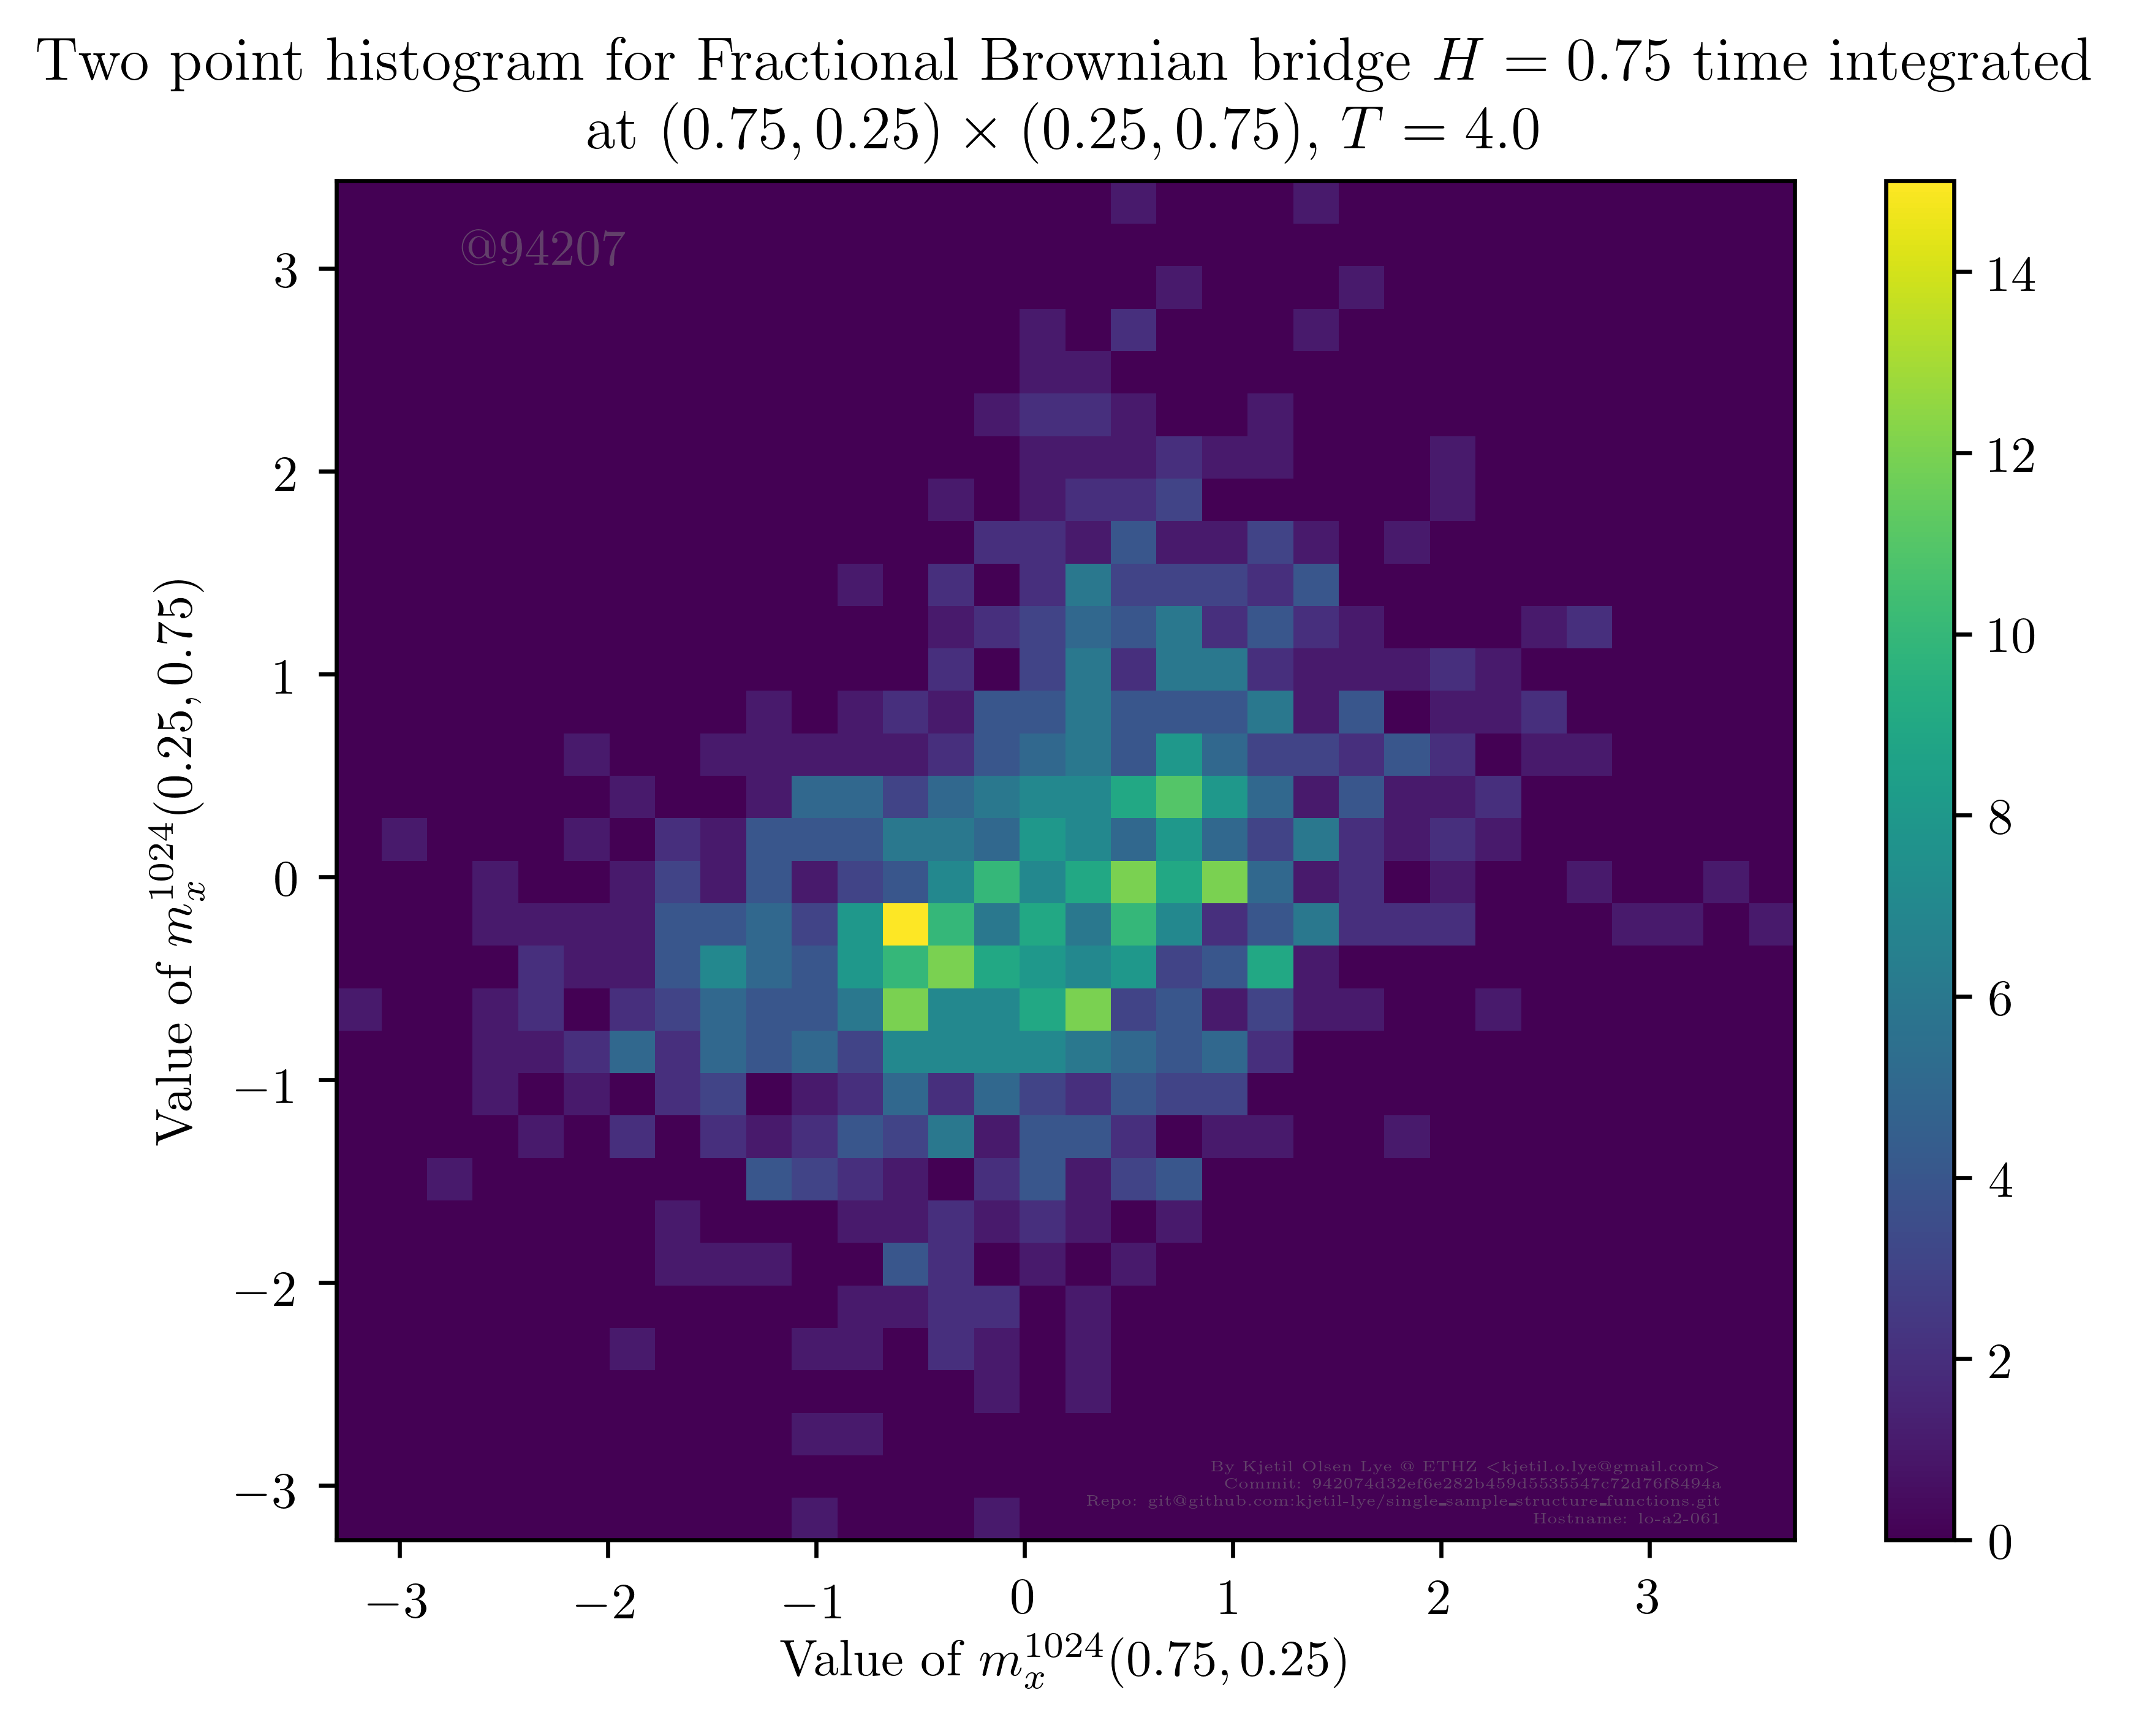 Two point histogram for Fractional Brownian bridge H = 0.75 time integrated
at (0.75, 0.25) × (0.25, 0.75), T = 4.0
@94207
3
2
1
0
−1
−2
−3
Value of m_x^{1024}(0.25, 0.75)
14
12
10
8
6
4
2
0
By Kjetil Olsen Lye @ ETHZ <kjetil.o.lye@gmail.com>
Commit: 942074d32ef6e282b459d5535547c72d76f8494a
Repo: git@github.com:kjetil-lye/single_sample_structure_functions.git
Hostname: lo-a2-061
−3 −2 −1 0 1 2 3
Value of m_x^{1024}(0.75, 0.25)